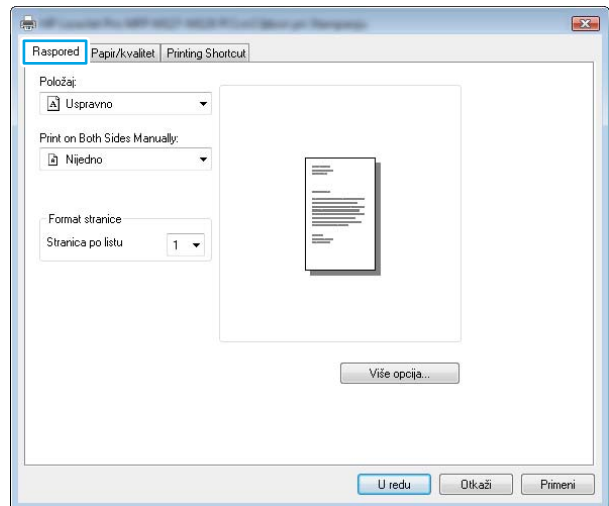 Raspored Papir/kvalitet Printing Shortcut
Položaj:
Uspravno
Print on Both Sides Manually:
Nijedno
Format stranice
Stranica po listu 1
Više opcija...
U redu Otkaži Primeni